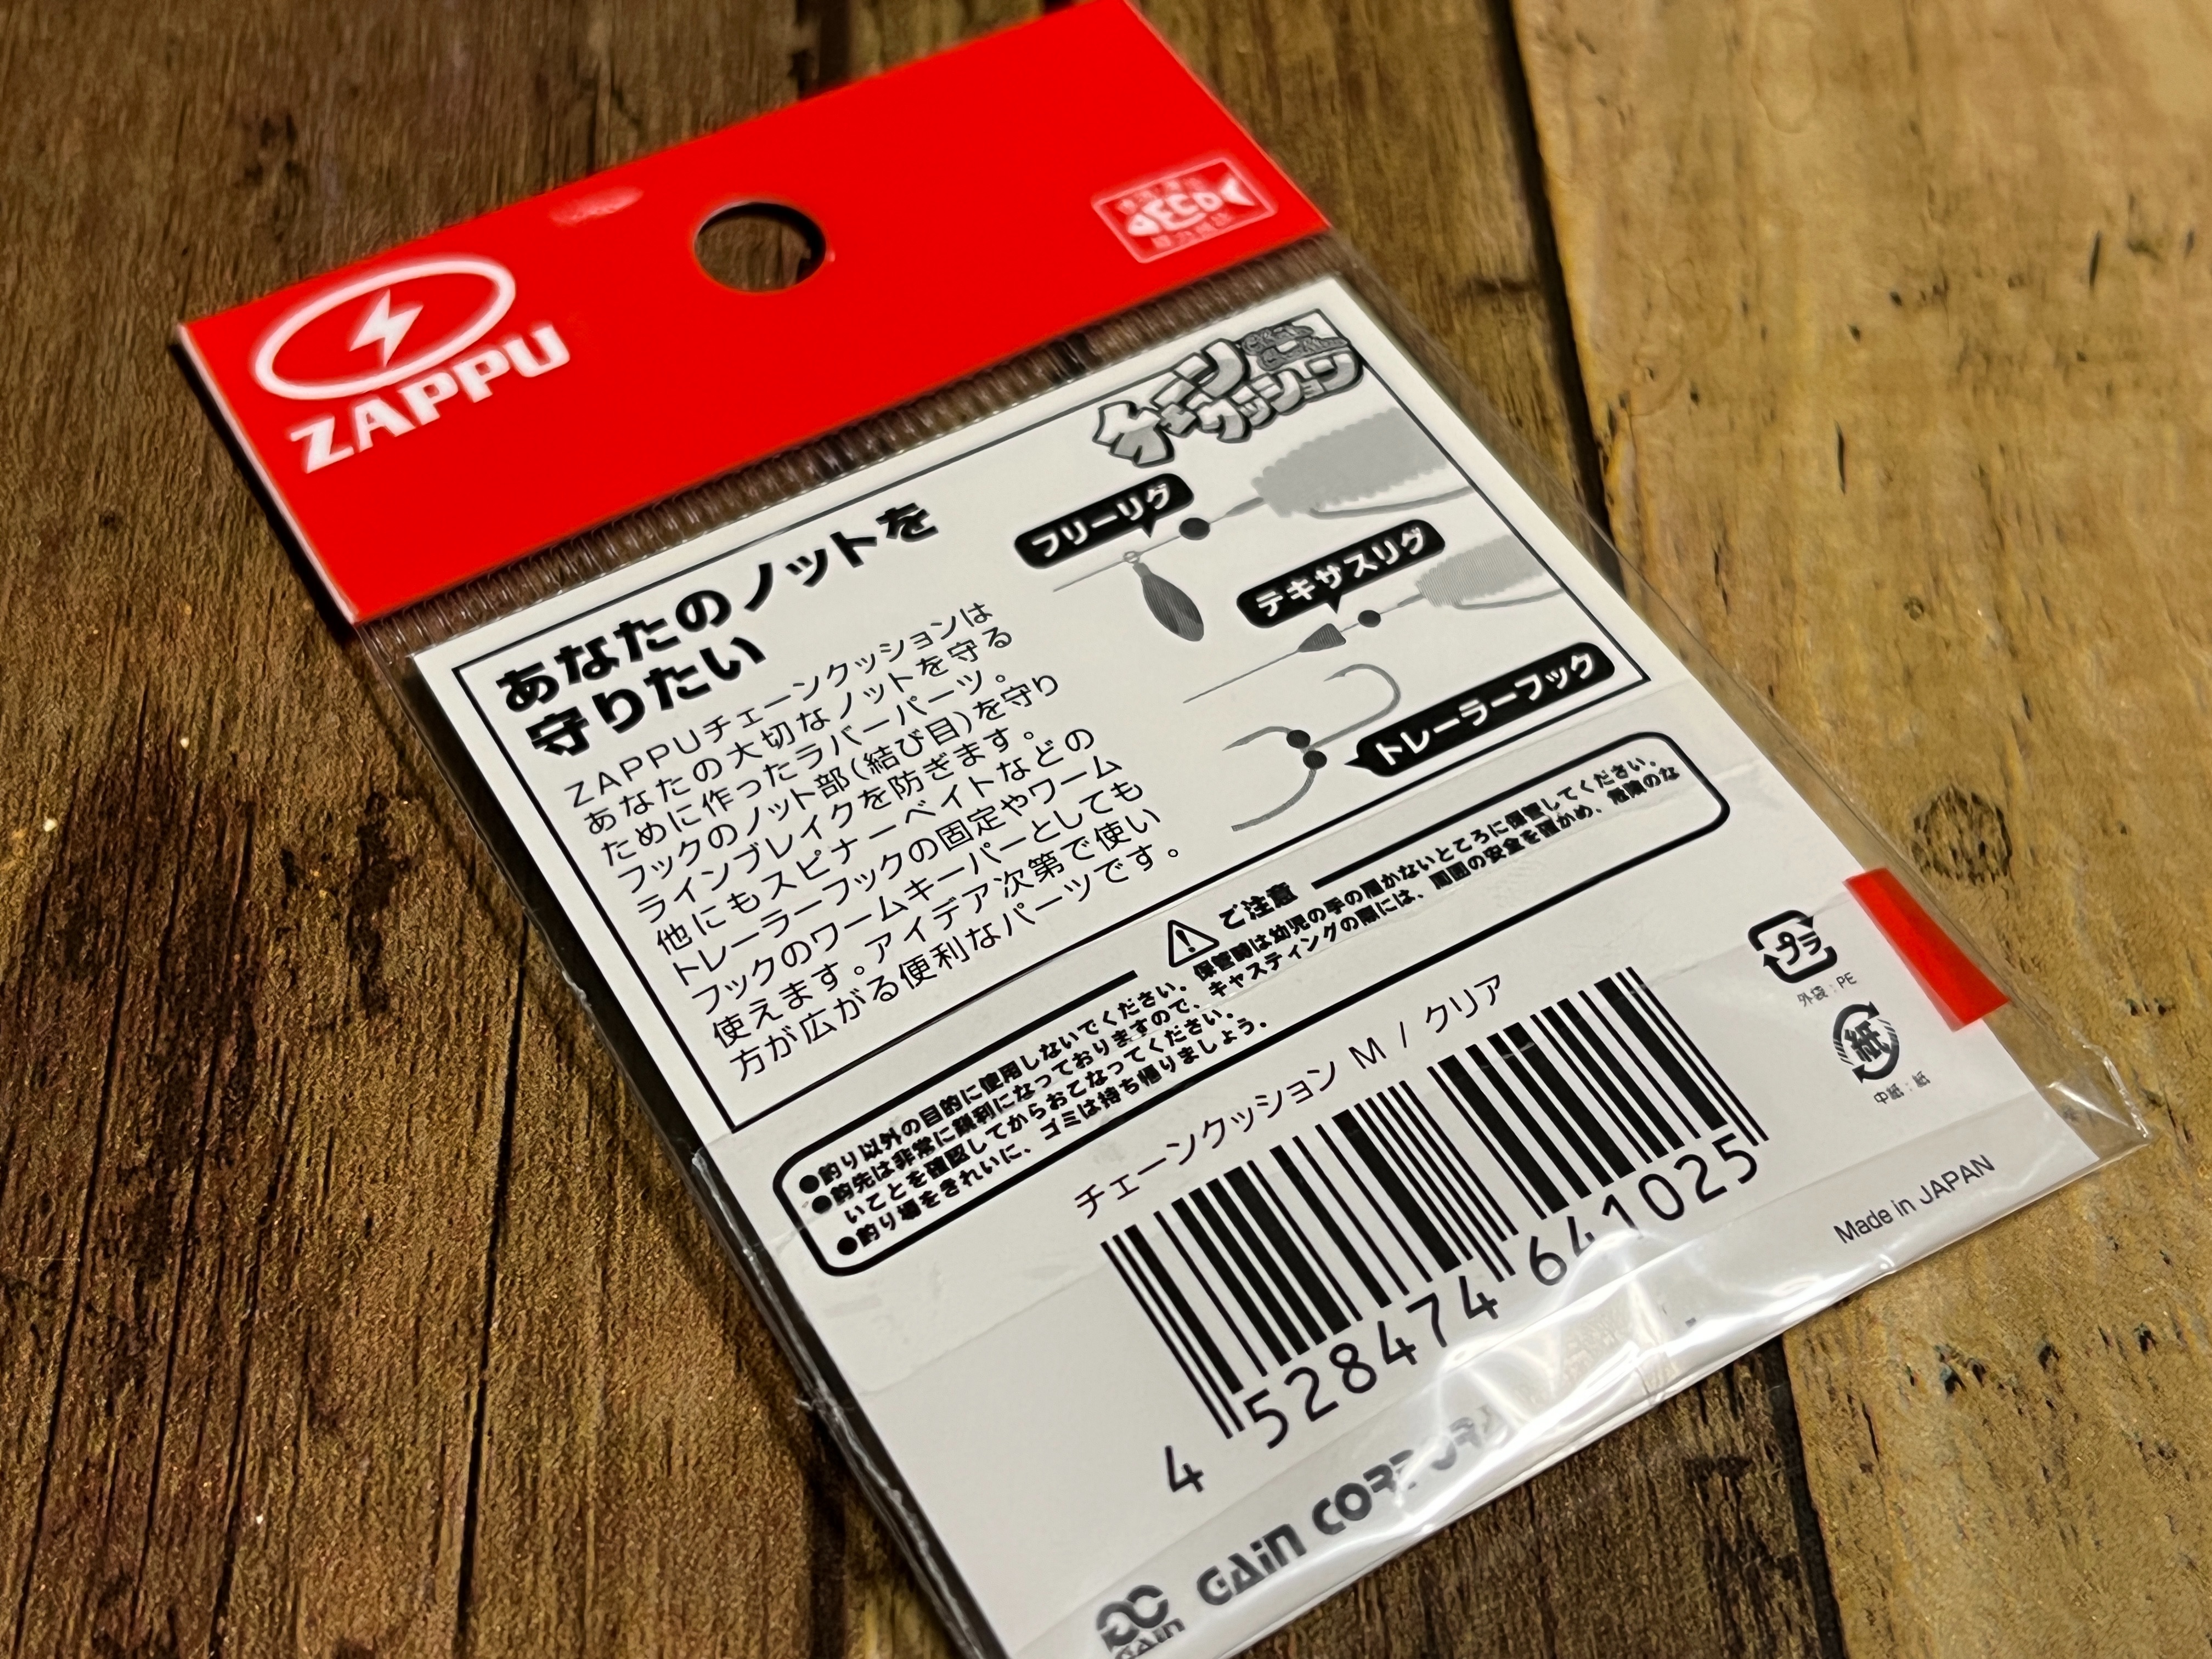 ZAPPU
ECO
チェーン
クッション
あなたのノットを
守りたい
ZAPPUチェーンクッションは
あなたの大切なノットを守る
ために作ったラバーパーツ。
フックのノット部(結び目)を守り
ラインブレイクを防ぎます。
他にもスピナーベイトなどの
トレーラーフックの固定やワーム
フックのワームキーパーとしても
使えます。アイデア次第で使い
方が広がる便利なパーツです。
フリーリグ
テキサスリグ
トレーラーフック
ご注意
●釣り以外の目的に使用しないでください。保管時は幼児の手の届かないところに保管してください。
●鈎先は非常に鋭利になっておりますので、キャスティングの際には、周囲の安全を確かめ、危険のな
いことを確認してからおこなってください。
●釣り場をきれいに、ゴミは持ち帰りましょう。
チェーンクッション M / クリア
4 528474 641025
プラ
外袋:PE
紙
中紙:紙
Made in JAPAN
GAIN
GAIN